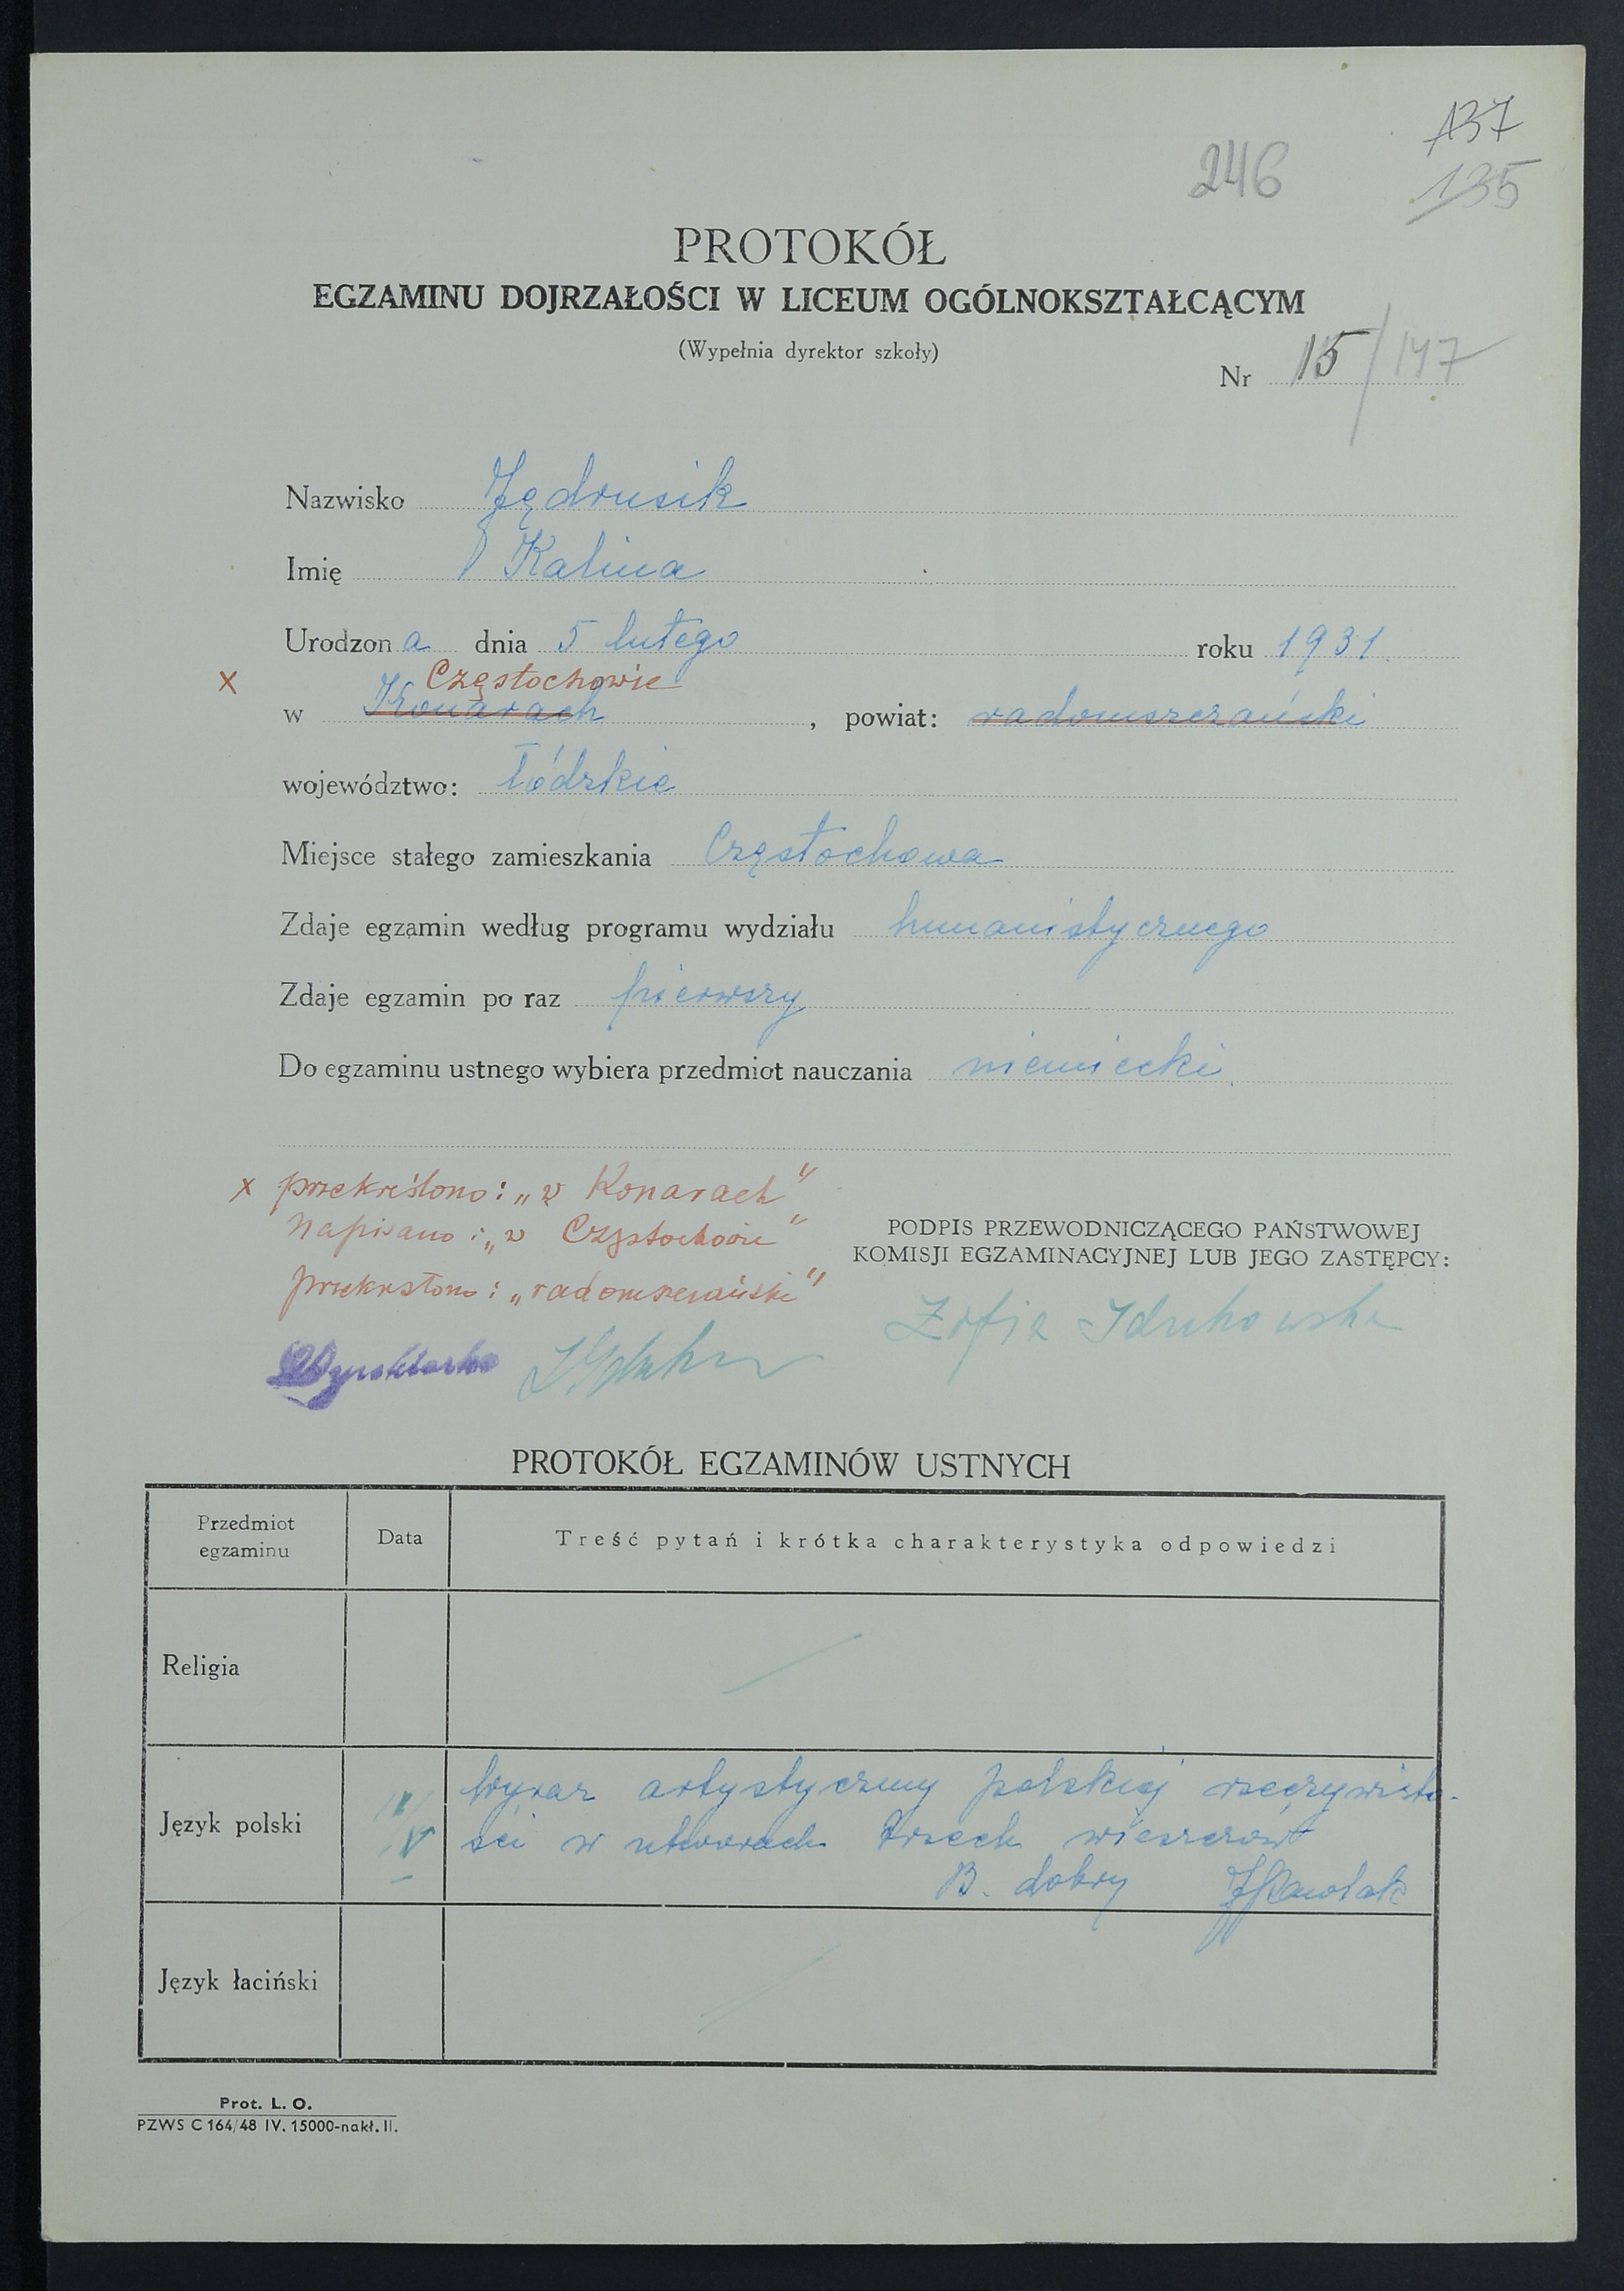 137
246
135
PROTOKÓŁ
EGZAMINU DOJRZAŁOŚCI W LICEUM OGÓLNOKSZTAŁCĄCYM
(Wypełnia dyrektor szkoły)
Nr 15/147
Nazwisko Jędrusik
Imię Kalina
Urodzona dnia 5 lutego roku 1931
x Częstochowie
w Konarach, powiat: radomszczański
województwo: łódzkie
Miejsce stałego zamieszkania Częstochowa
Zdaje egzamin według programu wydziału humanistycznego
Zdaje egzamin po raz pierwszy
Do egzaminu ustnego wybiera przedmiot nauczania niemiecki
x przekreślono: „w Konarach"
Napisano: „w Częstochowie"
przekreślono: „radomszczański"
PODPIS PRZEWODNICZĄCEGO PAŃSTWOWEJ
KOMISJI EGZAMINACYJNEJ LUB JEGO ZASTĘPCY:
Zofia Idzikowska
Dyrektorka
PROTOKÓŁ EGZAMINÓW USTNYCH
Przedmiot egzaminu Data Treść pytań i krótka charakterystyka odpowiedzi
Religia
Język polski
Wyraz artystyczny polskiej rzeczywisto-
ści w utworach trzech wieszczów
B. dobry
Język łaciński
Prot. L. O.
PZWS C 164/48 IV. 15000-nakł. II.